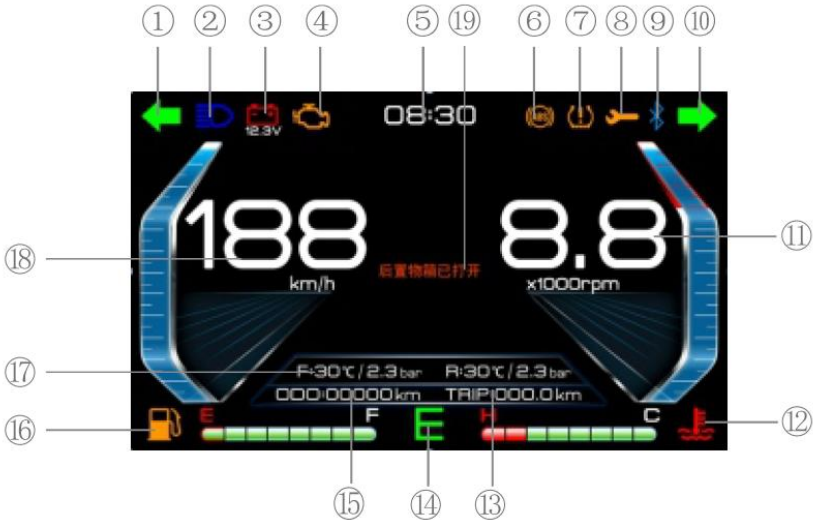 ① ② ③ ④ ⑤ ⑲ ⑥ ⑦ ⑧ ⑨ ⑩
12.3V 08:30 ABS
188 8.8
⑱ ⑪
后置物箱已打开
km/h x1000rpm
⑰ F:30℃/2.3bar R:30℃/2.3bar
ODO:00000km TRIP:000.0km
⑯ E F E H C ⑫
⑮ ⑭ ⑬